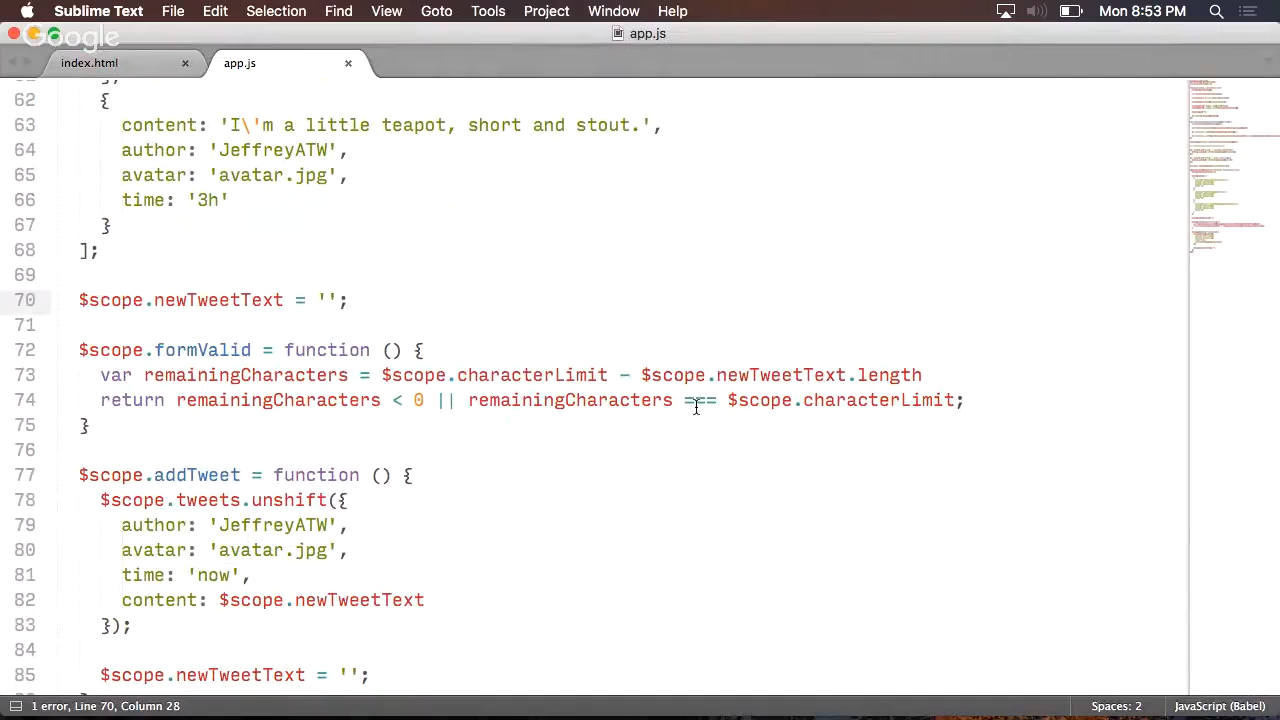 Sublime Text File Edit Selection Find View Goto Tools Project Window Help Mon 8:53 PM
Google
app.js
index.html × app.js ×
62 {
63 content: 'I\'m a little teapot, short and stout.',
64 author: 'JeffreyATW',
65 avatar: 'avatar.jpg',
66 time: '3h'
67 }
68 ];
69
70 $scope.newTweetText = '';
71
72 $scope.formValid = function () {
73 var remainingCharacters = $scope.characterLimit - $scope.newTweetText.length
74 return remainingCharacters < 0 || remainingCharacters === $scope.characterLimit;
75 }
76
77 $scope.addTweet = function () {
78 $scope.tweets.unshift({
79 author: 'JeffreyATW',
80 avatar: 'avatar.jpg',
81 time: 'now',
82 content: $scope.newTweetText
83 });
84
85 $scope.newTweetText = '';
1 error, Line 70, Column 28 Spaces: 2 JavaScript (Babel)